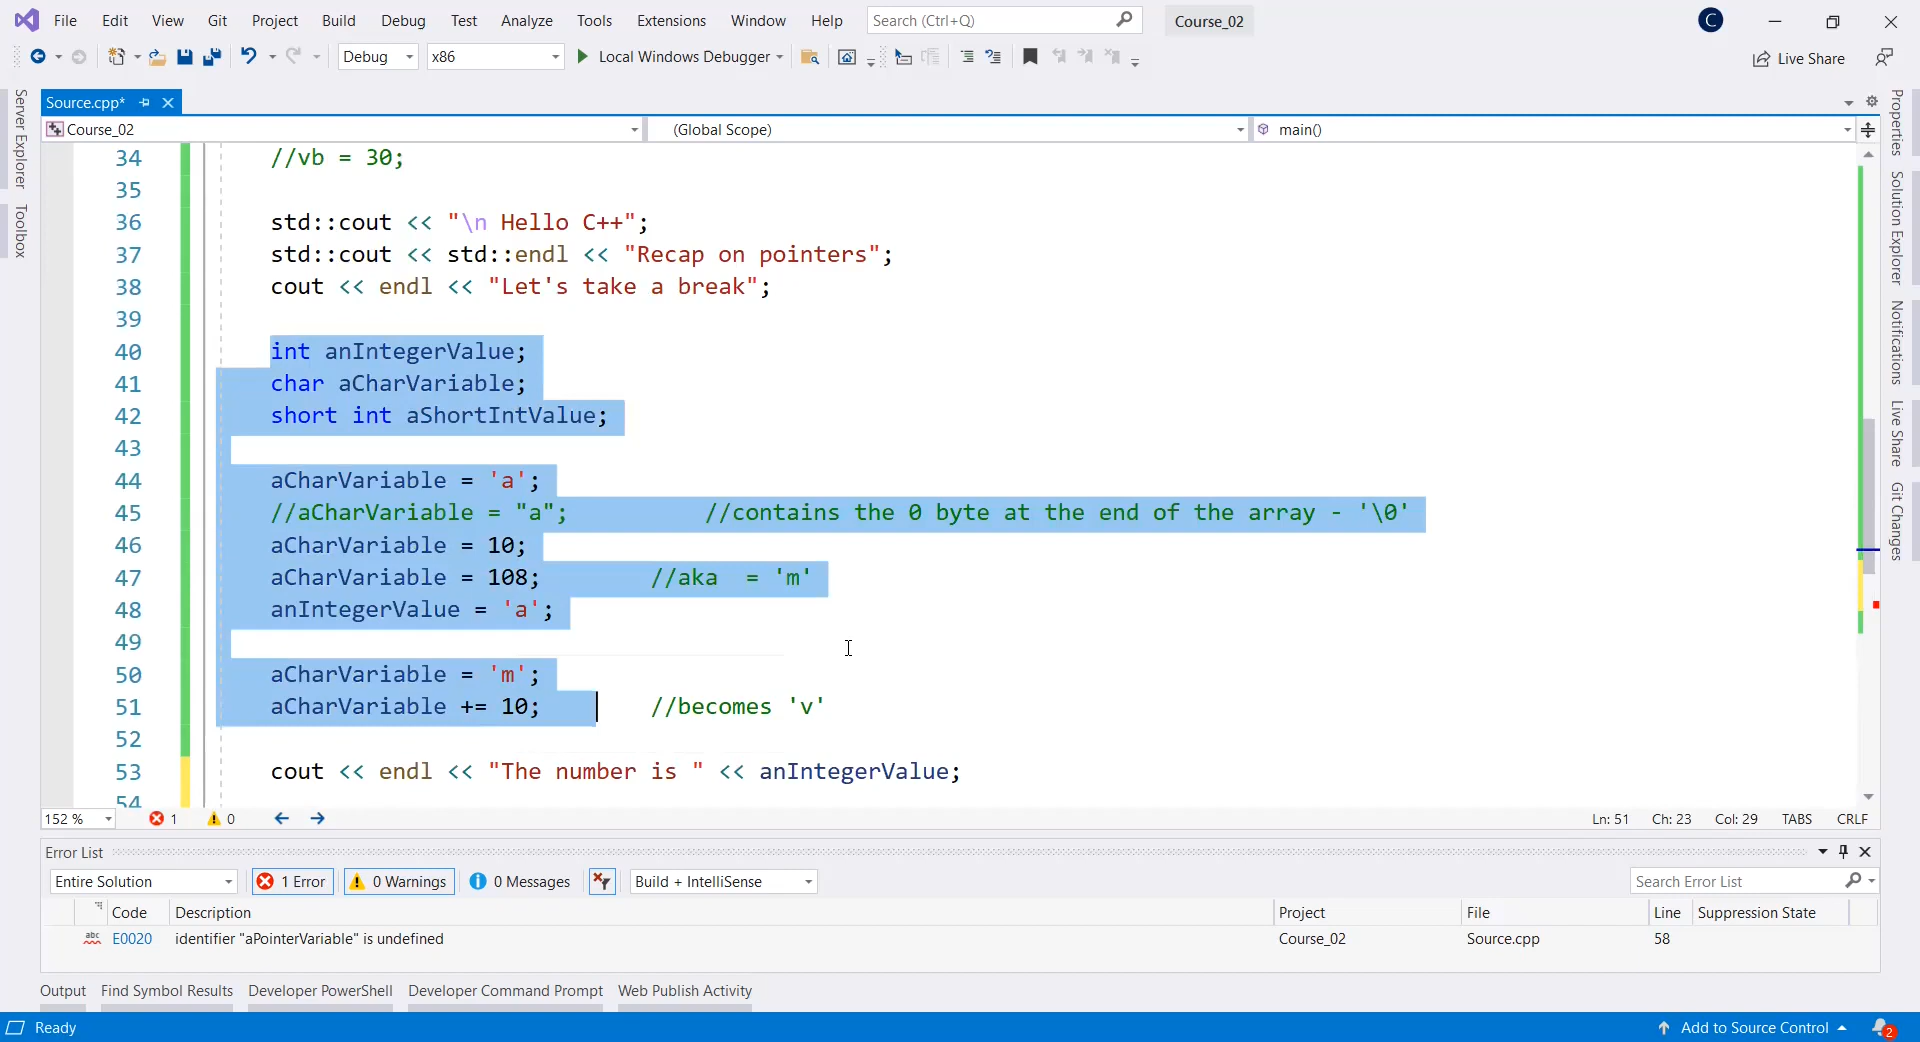 File Edit View Git Project Build Debug Test Analyze Tools Extensions Window Help Search (Ctrl+Q) Course_02 C
Debug x86 Local Windows Debugger Live Share
Source.cpp*
Course_02 (Global Scope) main()
34 //vb = 30;
35
36 std::cout << "\n Hello C++";
37 std::cout << std::endl << "Recap on pointers";
38 cout << endl << "Let's take a break";
39
40 int anIntegerValue;
41 char aCharVariable;
42 short int aShortIntValue;
43
44 aCharVariable = 'a';
45 //aCharVariable = "a"; //contains the 0 byte at the end of the array - '\0'
46 aCharVariable = 10;
47 aCharVariable = 108; //aka = 'm'
48 anIntegerValue = 'a';
49
50 aCharVariable = 'm';
51 aCharVariable += 10; //becomes 'v'
52
53 cout << endl << "The number is " << anIntegerValue;
54
152 % 1 0 Ln: 51 Ch: 23 Col: 29 TABS CRLF
Error List
Entire Solution 1 Error 0 Warnings 0 Messages Build + IntelliSense Search Error List
Code Description Project File Line Suppression State
abc E0020 identifier "aPointerVariable" is undefined Course_02 Source.cpp 58
Output Find Symbol Results Developer PowerShell Developer Command Prompt Web Publish Activity
Ready Add to Source Control 2
Server Explorer
Toolbox
Properties
Solution Explorer
Notifications
Live Share
Git Changes